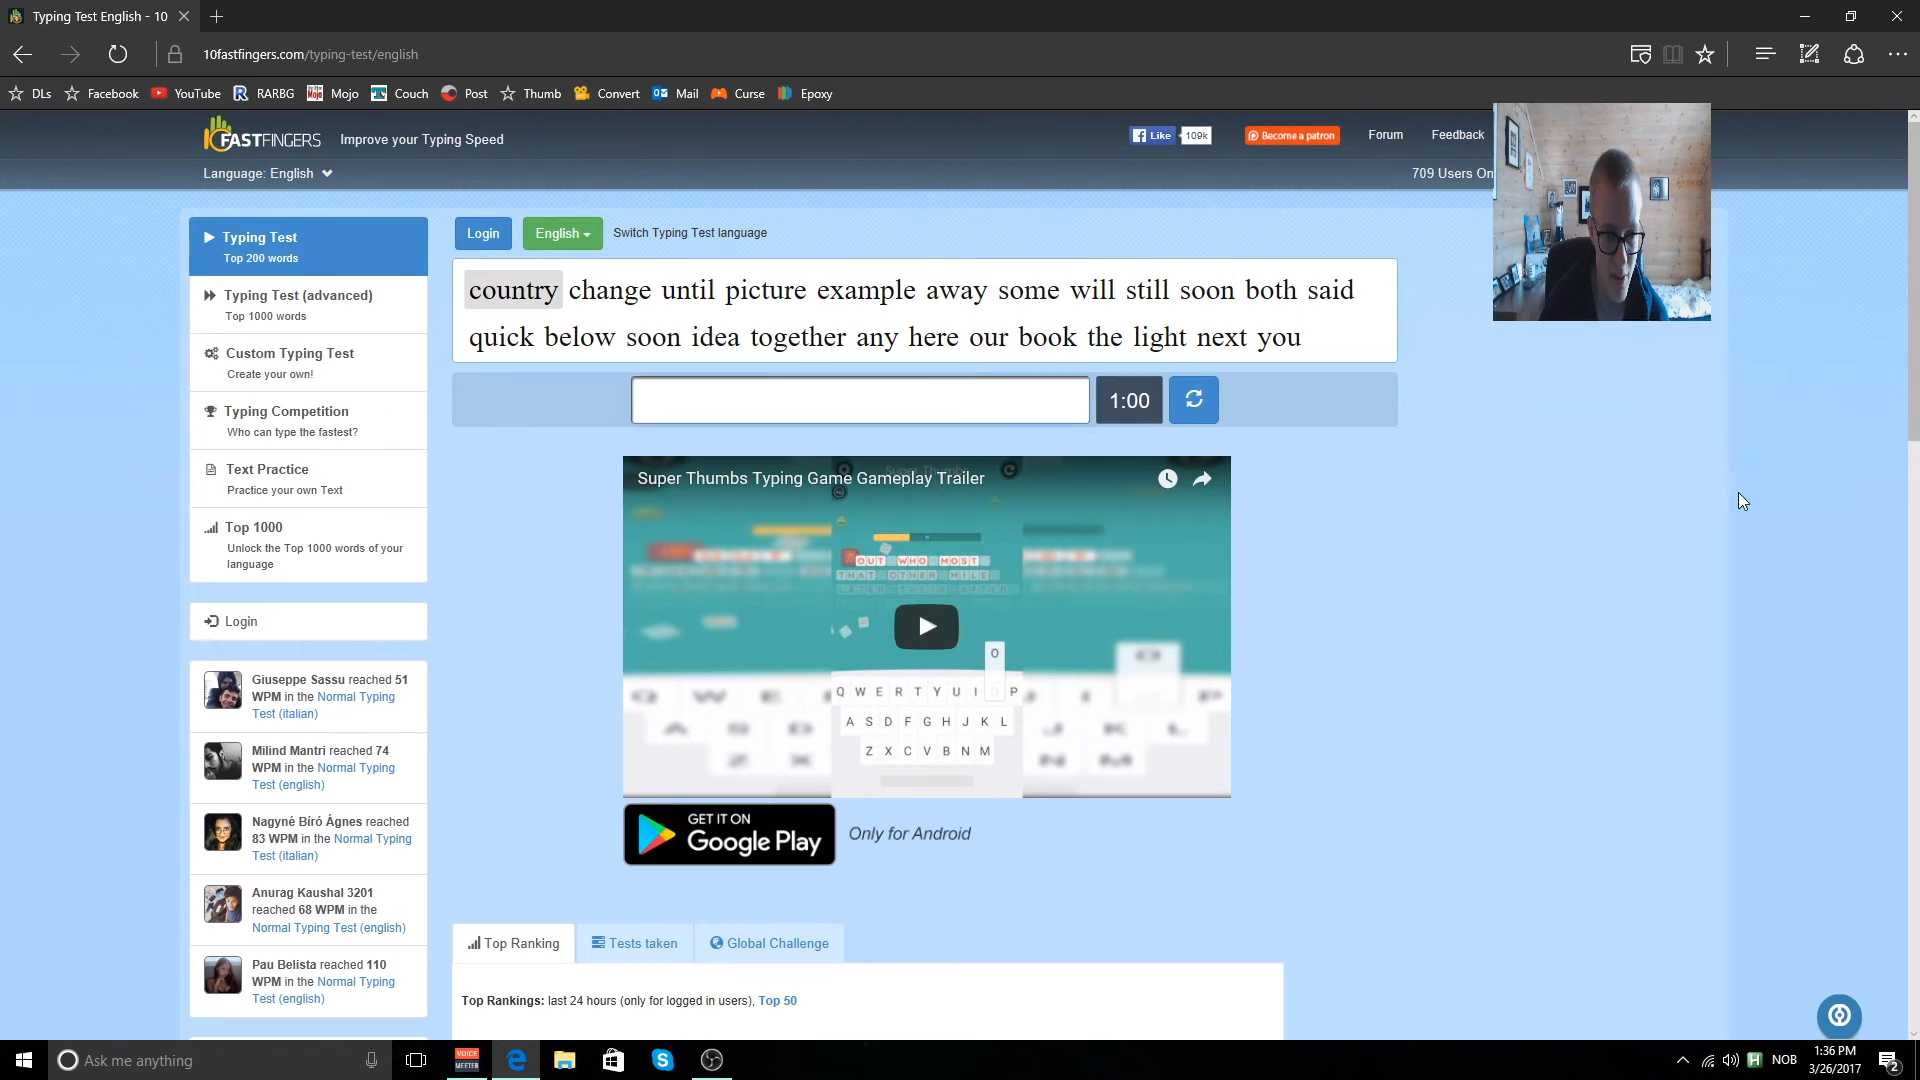 Typing Test English - 10
10fastfingers.com/typing-test/english
DLs Facebook YouTube RARBG Mojo Couch Post Thumb Convert Mail Curse Epoxy
FASTFINGERS Improve your Typing Speed
Like 109k Become a patron Forum Feedback
Language: English
709 Users On
Typing Test
Top 200 words
Typing Test (advanced)
Top 1000 words
Custom Typing Test
Create your own!
Typing Competition
Who can type the fastest?
Text Practice
Practice your own Text
Top 1000
Unlock the Top 1000 words of your
language
Login
Giuseppe Sassu reached 51
WPM in the Normal Typing
Test (italian)
Milind Mantri reached 74
WPM in the Normal Typing
Test (english)
Nagyné Bíró Ágnes reached
83 WPM in the Normal Typing
Test (italian)
Anurag Kaushal 3201
reached 68 WPM in the
Normal Typing Test (english)
Pau Belista reached 110
WPM in the Normal Typing
Test (english)
Login English Switch Typing Test language
country change until picture example away some will still soon both said
quick below soon idea together any here our book the light next you
1:00
Super Thumbs Typing Game Gameplay Trailer
OUT WHO MOST
THAT OTHER MILE
LATER THEIR AFTER
O
Q W E R T Y U I P
A S D F G H J K L
Z X C V B N M
GET IT ON
Google Play
Only for Android
Top Ranking Tests taken Global Challenge
Top Rankings: last 24 hours (only for logged in users), Top 50
Ask me anything
VOICE
MEETER
NOB
1:36 PM
3/26/2017
2